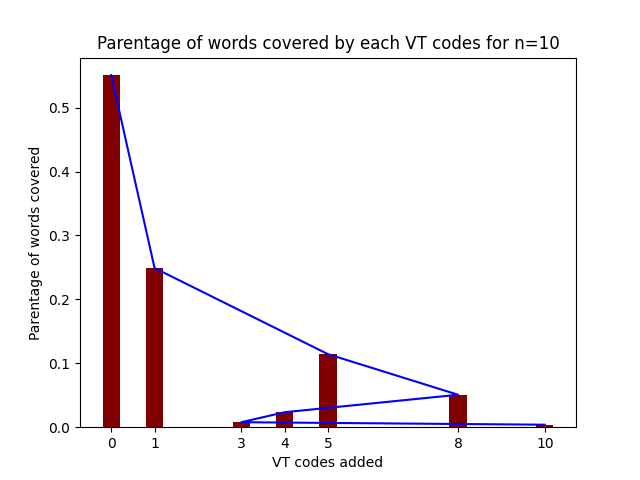 Parentage of words covered by each VT codes for n=10
Parentage of words covered
0.5
0.4
0.3
0.2
0.1
0.0
0 1 3 4 5 8 10
VT codes added